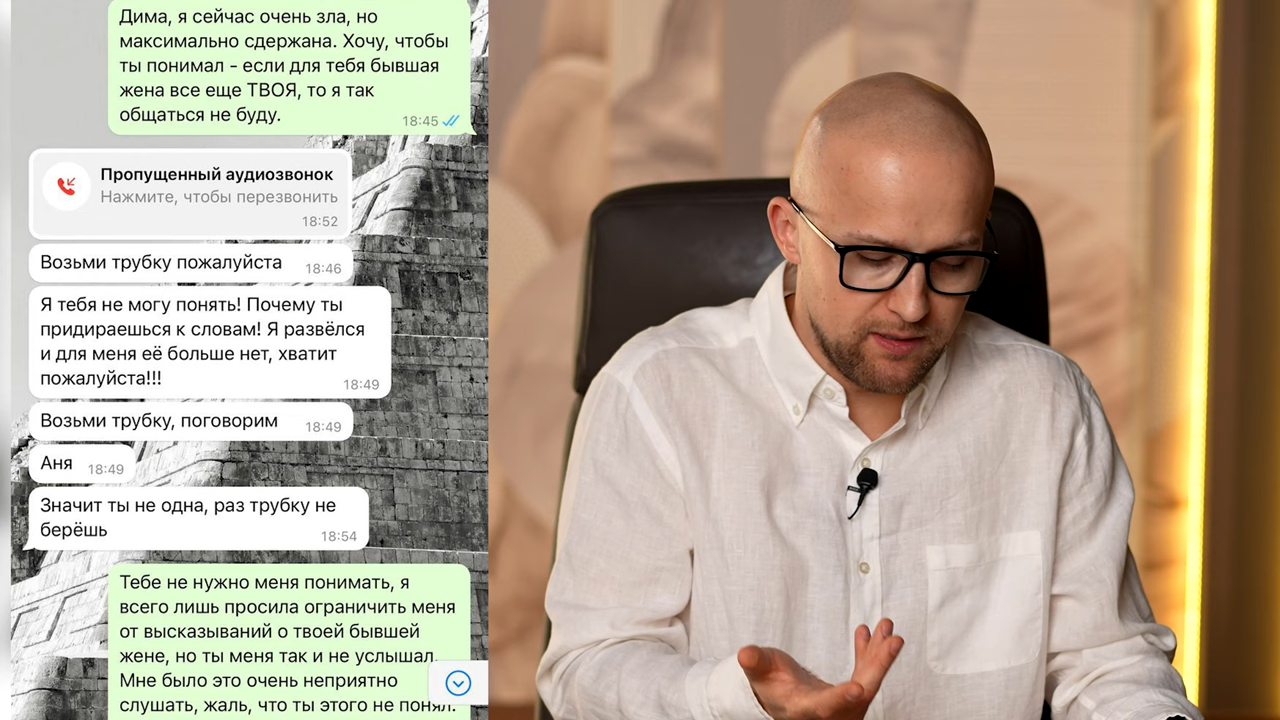 Дима, я сейчас очень зла, но
максимально сдержана. Хочу, чтобы
ты понимал - если для тебя бывшая
жена все еще ТВОЯ, то я так
общаться не буду.
18:45
Пропущенный аудиозвонок
Нажмите, чтобы перезвонить
18:52
Возьми трубку пожалуйста 18:46
Я тебя не могу понять! Почему ты
придираешься к словам! Я развёлся
и для меня её больше нет, хватит
пожалуйста!!!
18:49
Возьми трубку, поговорим 18:49
Аня 18:49
Значит ты не одна, раз трубку не
берёшь
18:54
Тебе не нужно меня понимать, я
всего лишь просила ограничить меня
от высказываний о твоей бывшей
жене, но ты меня так и не услышал.
Мне было это очень неприятно
слушать, жаль, что ты этого не понял.